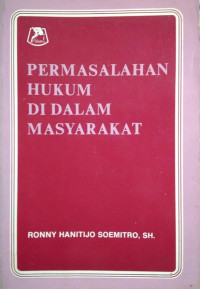 PERMASALAHAN
HUKUM
DI DALAM
MASYARAKAT
RONNY HANITIJO SOEMITRO, SH.